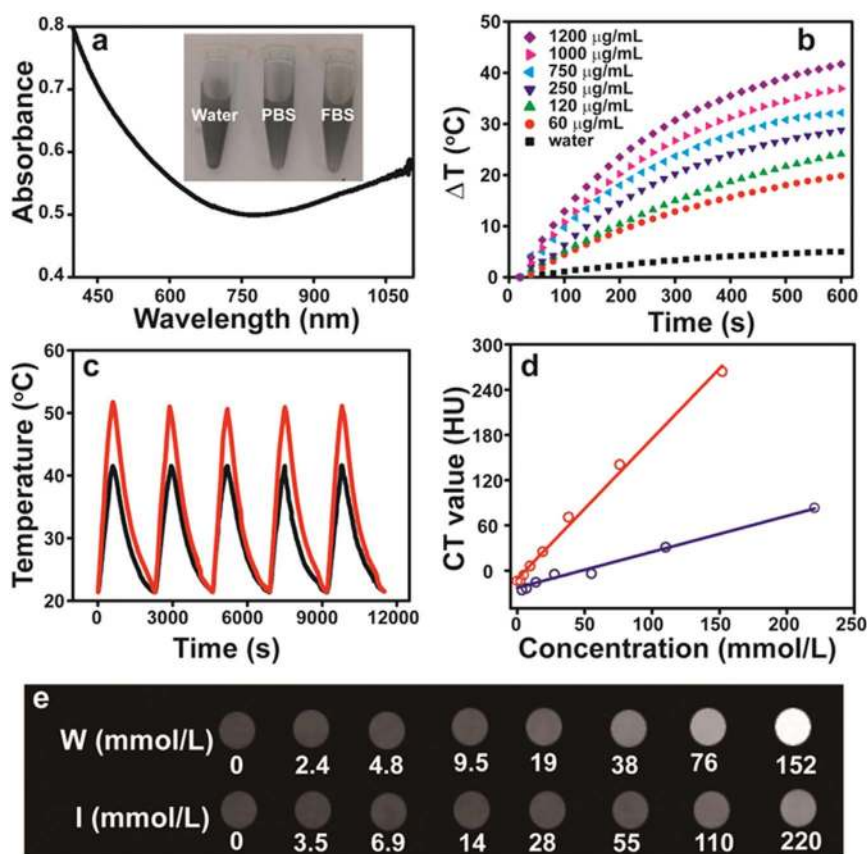 a
Absorbance
0.8
0.7
0.6
0.5
0.4
Water PBS FBS
450 600 750 900 1050
Wavelength (nm)
b
ΔT (°C)
50
40
30
20
10
0
1200 μg/mL
1000 μg/mL
750 μg/mL
250 μg/mL
120 μg/mL
60 μg/mL
water
0 100 200 300 400 500 600
Time (s)
c
Temperature (°C)
60
50
40
30
20
0 3000 6000 9000 12000
Time (s)
d
CT value (HU)
300
240
180
120
60
0
0 50 100 150 200 250
Concentration (mmol/L)
e
W (mmol/L)
0 2.4 4.8 9.5 19 38 76 152
I (mmol/L)
0 3.5 6.9 14 28 55 110 220